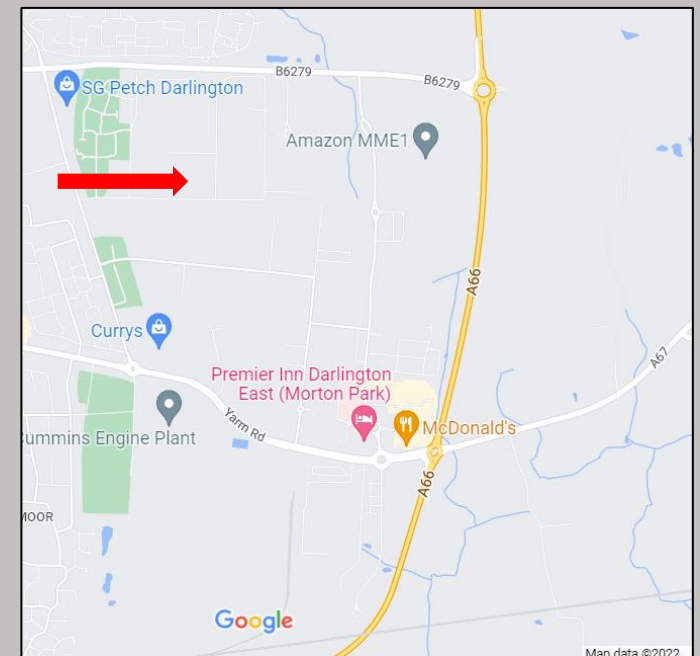 B6279
B6279
SG Petch Darlington
Amazon MME1
A66
Currys
A67
Premier Inn Darlington
East (Morton Park)
Yarm Rd
McDonald's
ummins Engine Plant
A66
MOOR
Google
Map data ©2022